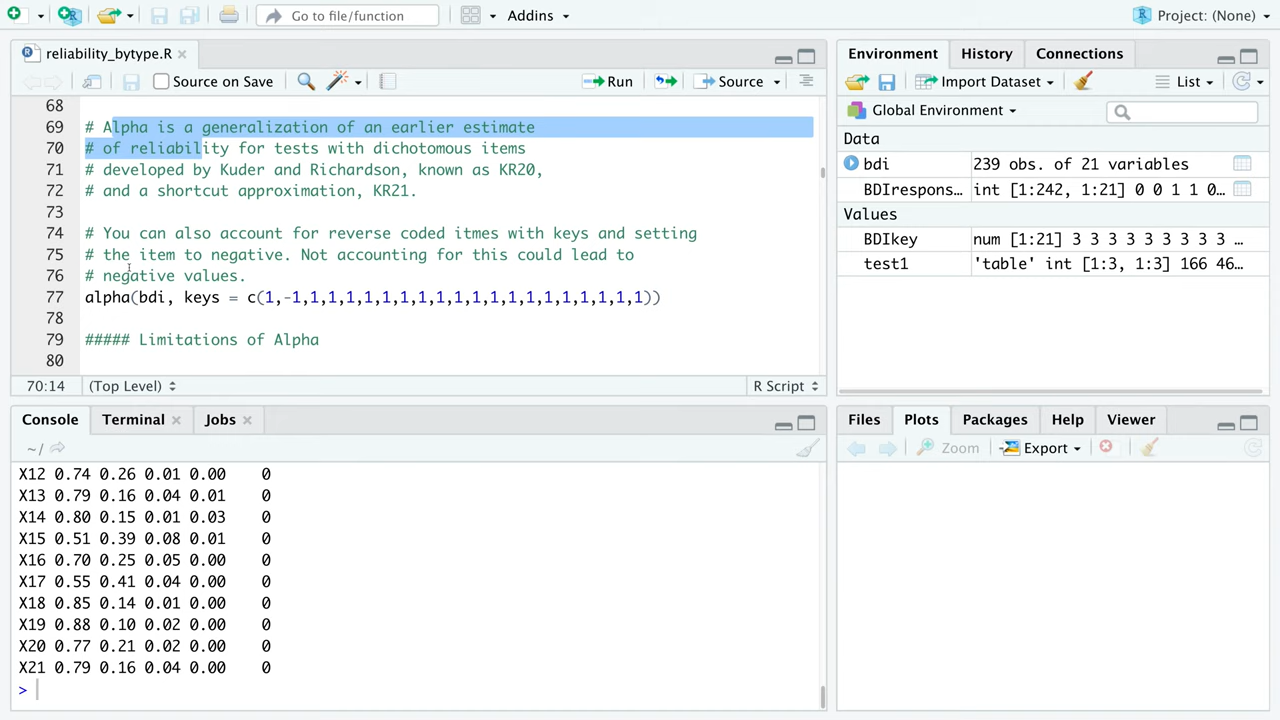 Go to file/function
Addins
Project: (None)
reliability_bytype.R
Source on Save
Run
Source
68
69 # Alpha is a generalization of an earlier estimate
70 # of reliability for tests with dichotomous items
71 # developed by Kuder and Richardson, known as KR20,
72 # and a shortcut approximation, KR21.
73
74 # You can also account for reverse coded itmes with keys and setting
75 # the item to negative. Not accounting for this could lead to
76 # negative values.
77 alpha(bdi, keys = c(1,-1,1,1,1,1,1,1,1,1,1,1,1,1,1,1,1,1,1,1,1))
78
79 ##### Limitations of Alpha
80
70:14 (Top Level) R Script
Console Terminal Jobs
~/
X12 0.74 0.26 0.01 0.00 0
X13 0.79 0.16 0.04 0.01 0
X14 0.80 0.15 0.01 0.03 0
X15 0.51 0.39 0.08 0.01 0
X16 0.70 0.25 0.05 0.00 0
X17 0.55 0.41 0.04 0.00 0
X18 0.85 0.14 0.01 0.00 0
X19 0.88 0.10 0.02 0.00 0
X20 0.77 0.21 0.02 0.00 0
X21 0.79 0.16 0.04 0.00 0
>
Environment History Connections
Import Dataset List
Global Environment
Data
bdi 239 obs. of 21 variables
BDIrespons… int [1:242, 1:21] 0 0 1 1 0…
Values
BDIkey num [1:21] 3 3 3 3 3 3 3 3 3 …
test1 'table' int [1:3, 1:3] 166 46…
Files Plots Packages Help Viewer
Zoom Export